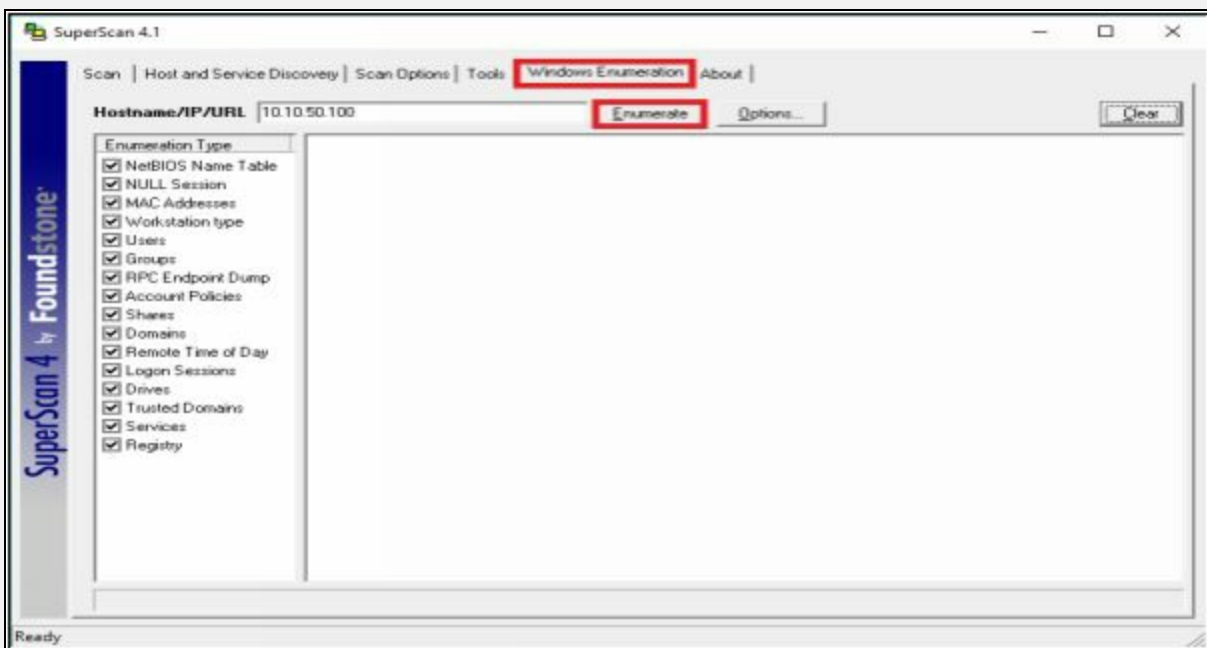 SuperScan 4.1
Scan | Host and Service Discovery | Scan Options | Tools | Windows Enumeration | About |
Hostname/IP/URL 10.10.50.100 Enumerate Options... Clear
Enumeration Type
NetBIOS Name Table
NULL Session
MAC Addresses
Workstation type
Users
Groups
RPC Endpoint Dump
Account Policies
Shares
Domains
Remote Time of Day
Logon Sessions
Drives
Trusted Domains
Services
Registry
SuperScan 4 by Foundstone
Ready